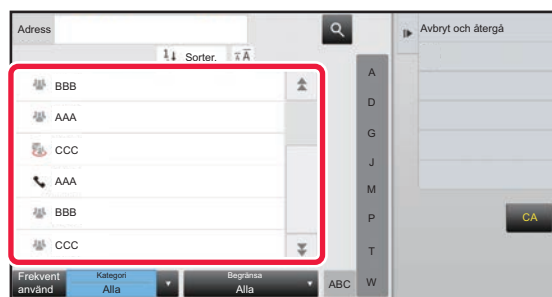 Adress
Avbryt och återgå
Sorter.
BBB
AAA
CCC
AAA
BBB
CCC
A
D
G
J
M
P
T
W
CA
Frekvent
använd
Kategori
Alla
Begränsa
Alla
ABC